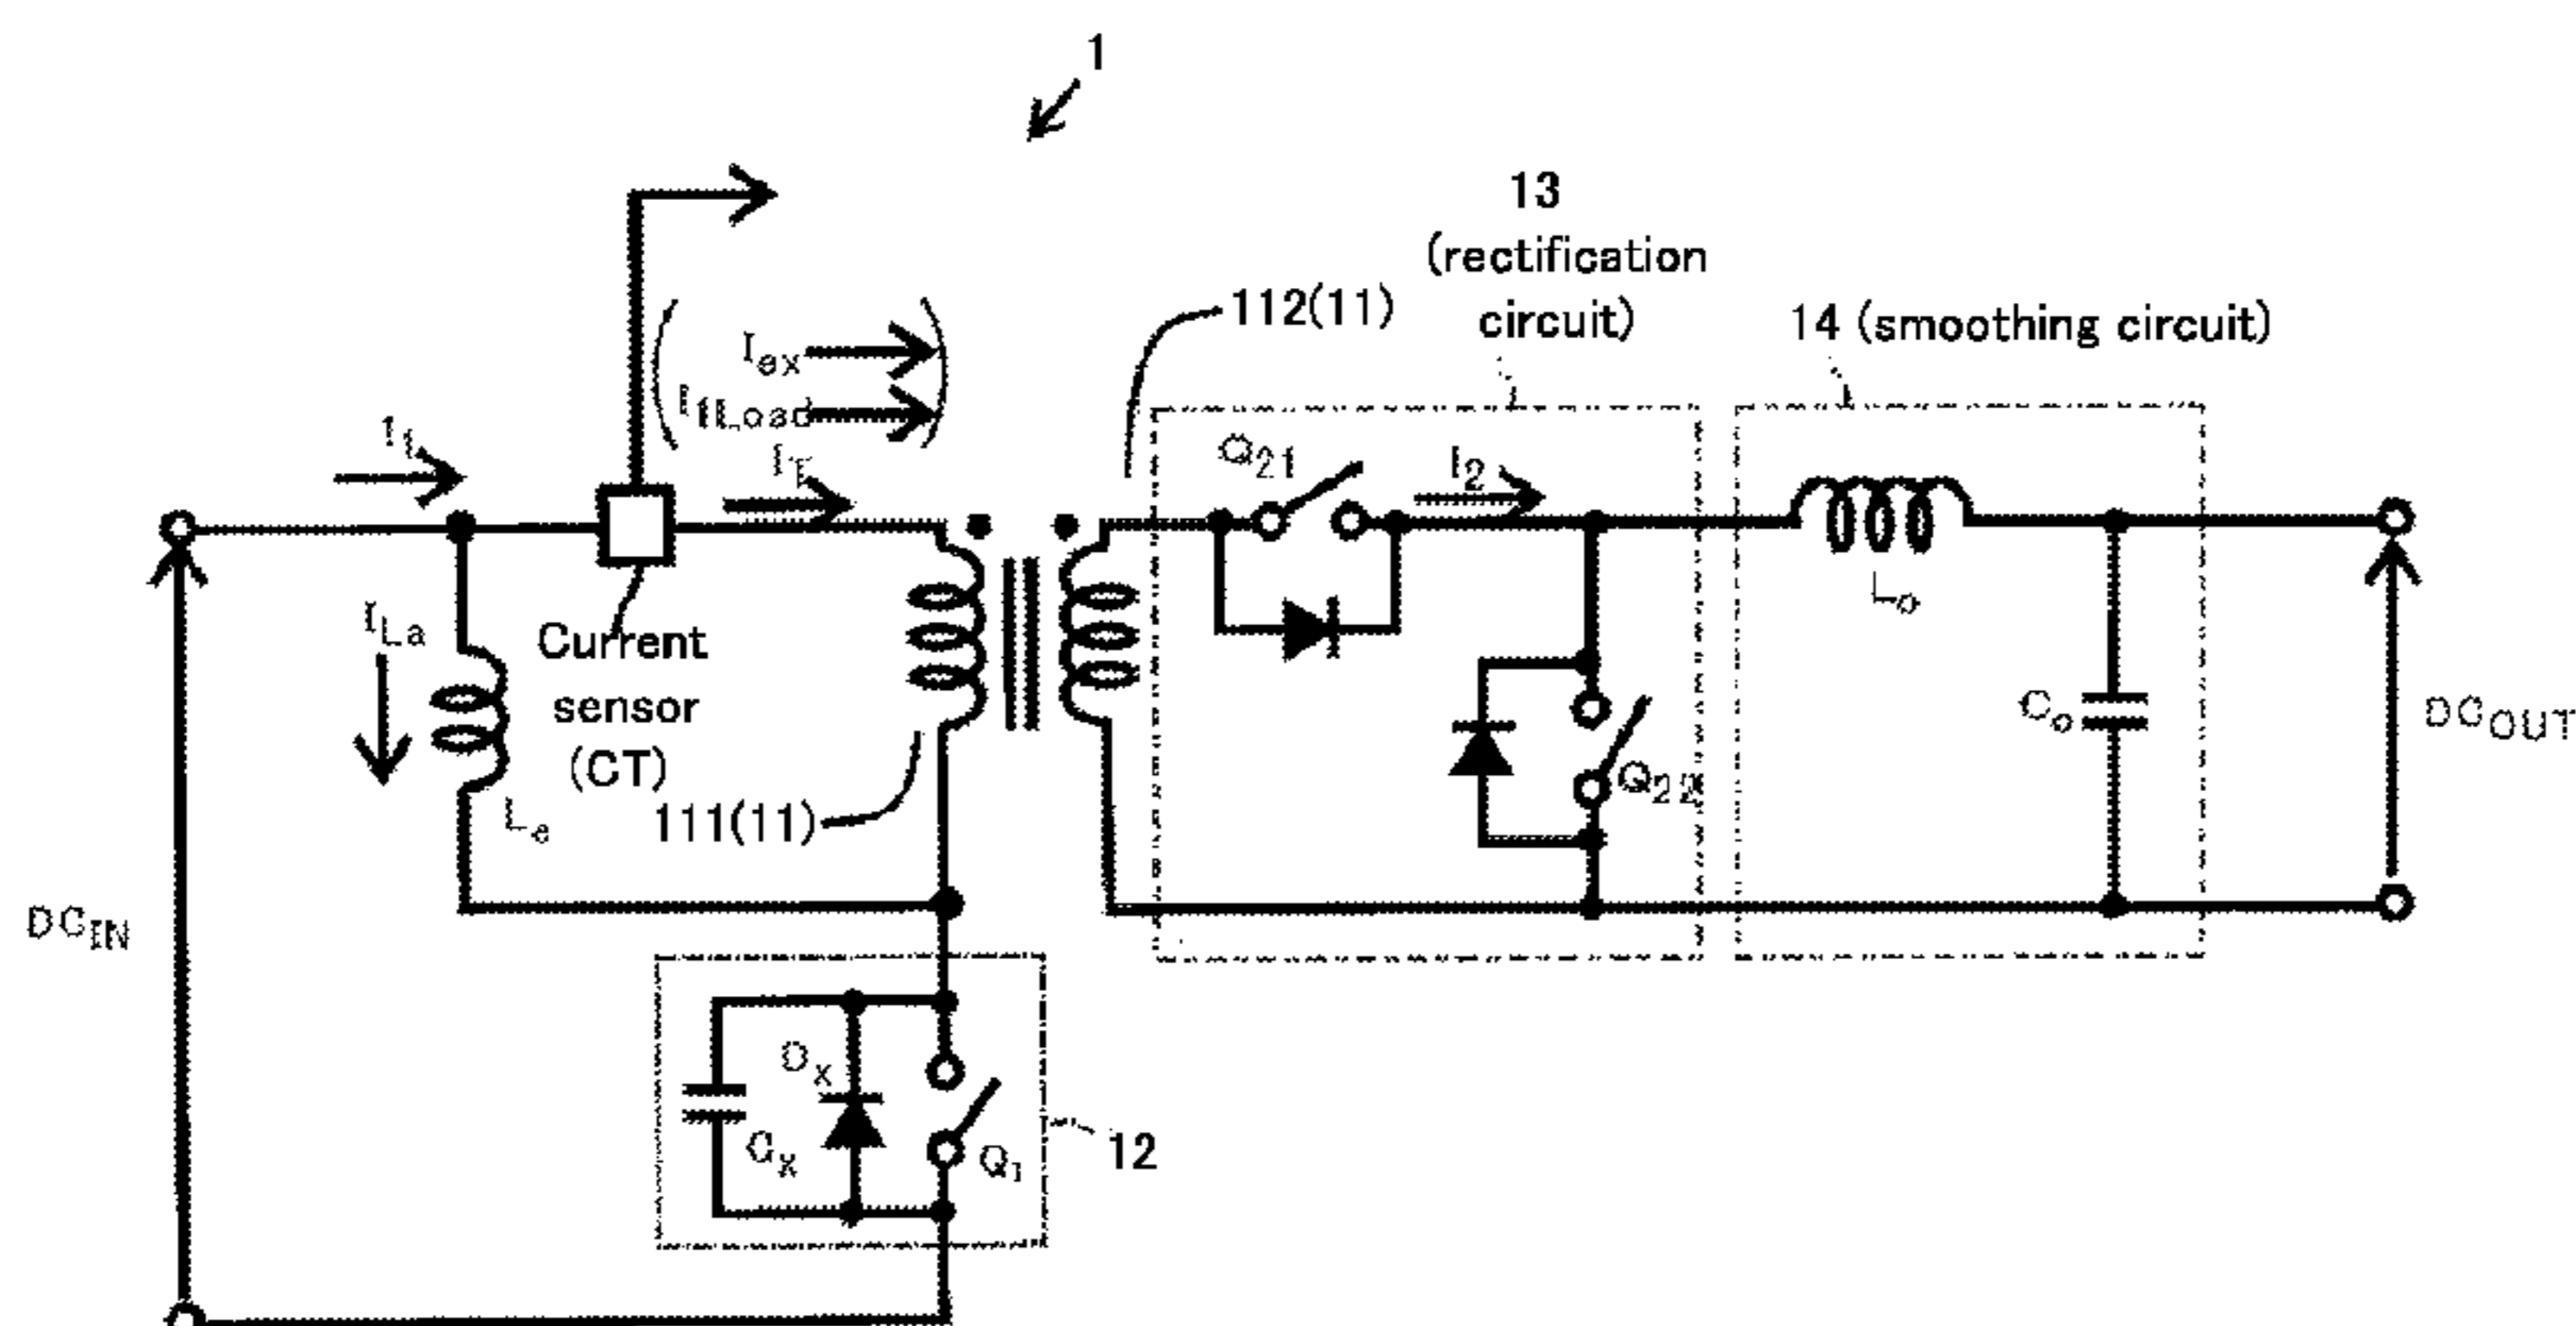 1
13
(rectification
circuit)
112(11)
14 (smoothing circuit)
Iex
I1Load
I1
IT
Q21
I2
ILa
Current
sensor
(CT)
Lo
Co
DCOUT
Q22
Le
111(11)
DCIN
Dx
Cx
Q1
12